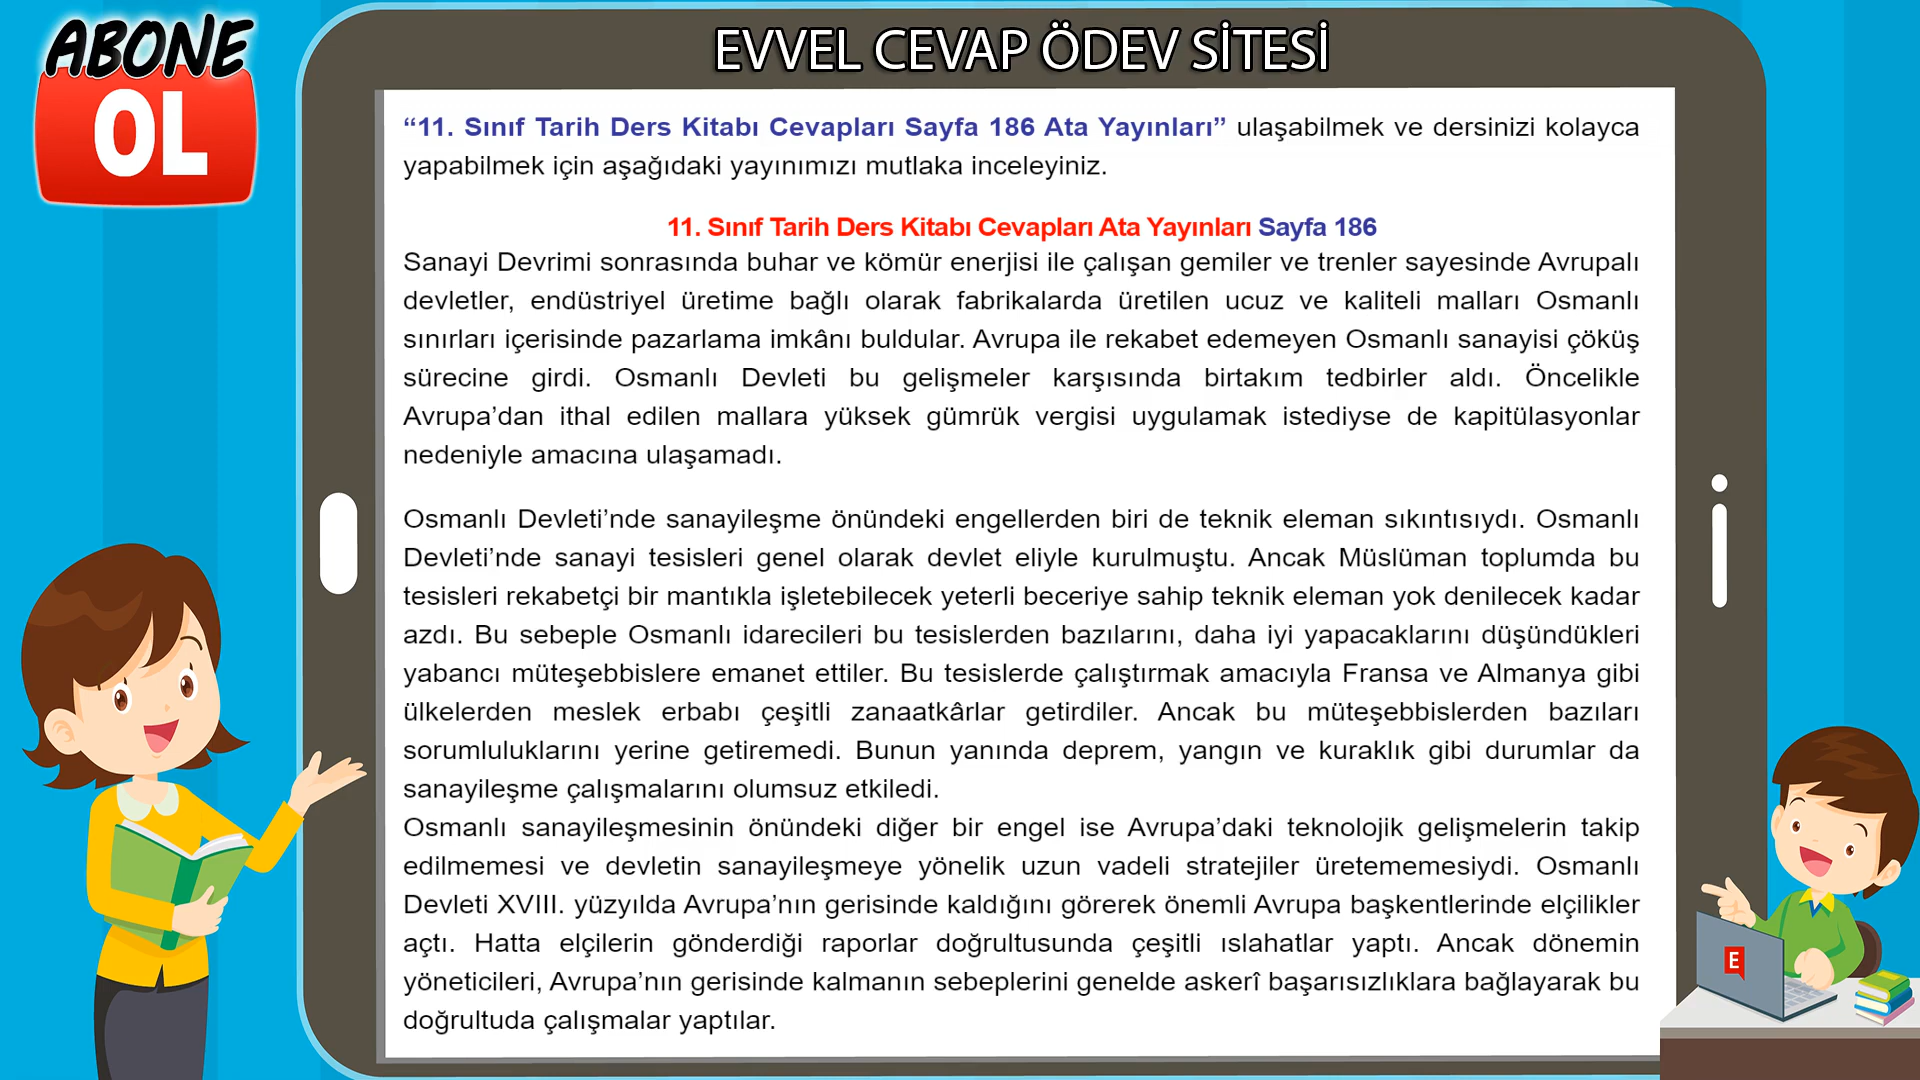 ABONE
OL
EVVEL CEVAP ÖDEV SİTESİ
“11. Sınıf Tarih Ders Kitabı Cevapları Sayfa 186 Ata Yayınları” ulaşabilmek ve dersinizi kolayca
yapabilmek için aşağıdaki yayınımızı mutlaka inceleyiniz.
11. Sınıf Tarih Ders Kitabı Cevapları Ata Yayınları Sayfa 186
Sanayi Devrimi sonrasında buhar ve kömür enerjisi ile çalışan gemiler ve trenler sayesinde Avrupalı
devletler, endüstriyel üretime bağlı olarak fabrikalarda üretilen ucuz ve kaliteli malları Osmanlı
sınırları içerisinde pazarlama imkânı buldular. Avrupa ile rekabet edemeyen Osmanlı sanayisi çöküş
sürecine girdi. Osmanlı Devleti bu gelişmeler karşısında birtakım tedbirler aldı. Öncelikle
Avrupa’dan ithal edilen mallara yüksek gümrük vergisi uygulamak istediyse de kapitülasyonlar
nedeniyle amacına ulaşamadı.
Osmanlı Devleti’nde sanayileşme önündeki engellerden biri de teknik eleman sıkıntısıydı. Osmanlı
Devleti’nde sanayi tesisleri genel olarak devlet eliyle kurulmuştu. Ancak Müslüman toplumda bu
tesisleri rekabetçi bir mantıkla işletebilecek yeterli beceriye sahip teknik eleman yok denilecek kadar
azdı. Bu sebeple Osmanlı idarecileri bu tesislerden bazılarını, daha iyi yapacaklarını düşündükleri
yabancı müteşebbislere emanet ettiler. Bu tesislerde çalıştırmak amacıyla Fransa ve Almanya gibi
ülkelerden meslek erbabı çeşitli zanaatkârlar getirdiler. Ancak bu müteşebbislerden bazıları
sorumluluklarını yerine getiremedi. Bunun yanında deprem, yangın ve kuraklık gibi durumlar da
sanayileşme çalışmalarını olumsuz etkiledi.
Osmanlı sanayileşmesinin önündeki diğer bir engel ise Avrupa’daki teknolojik gelişmelerin takip
edilmemesi ve devletin sanayileşmeye yönelik uzun vadeli stratejiler üretememesiydi. Osmanlı
Devleti XVIII. yüzyılda Avrupa’nın gerisinde kaldığını görerek önemli Avrupa başkentlerinde elçilikler
açtı. Hatta elçilerin gönderdiği raporlar doğrultusunda çeşitli ıslahatlar yaptı. Ancak dönemin
yöneticileri, Avrupa’nın gerisinde kalmanın sebeplerini genelde askerî başarısızlıklara bağlayarak bu
doğrultuda çalışmalar yaptılar.
E